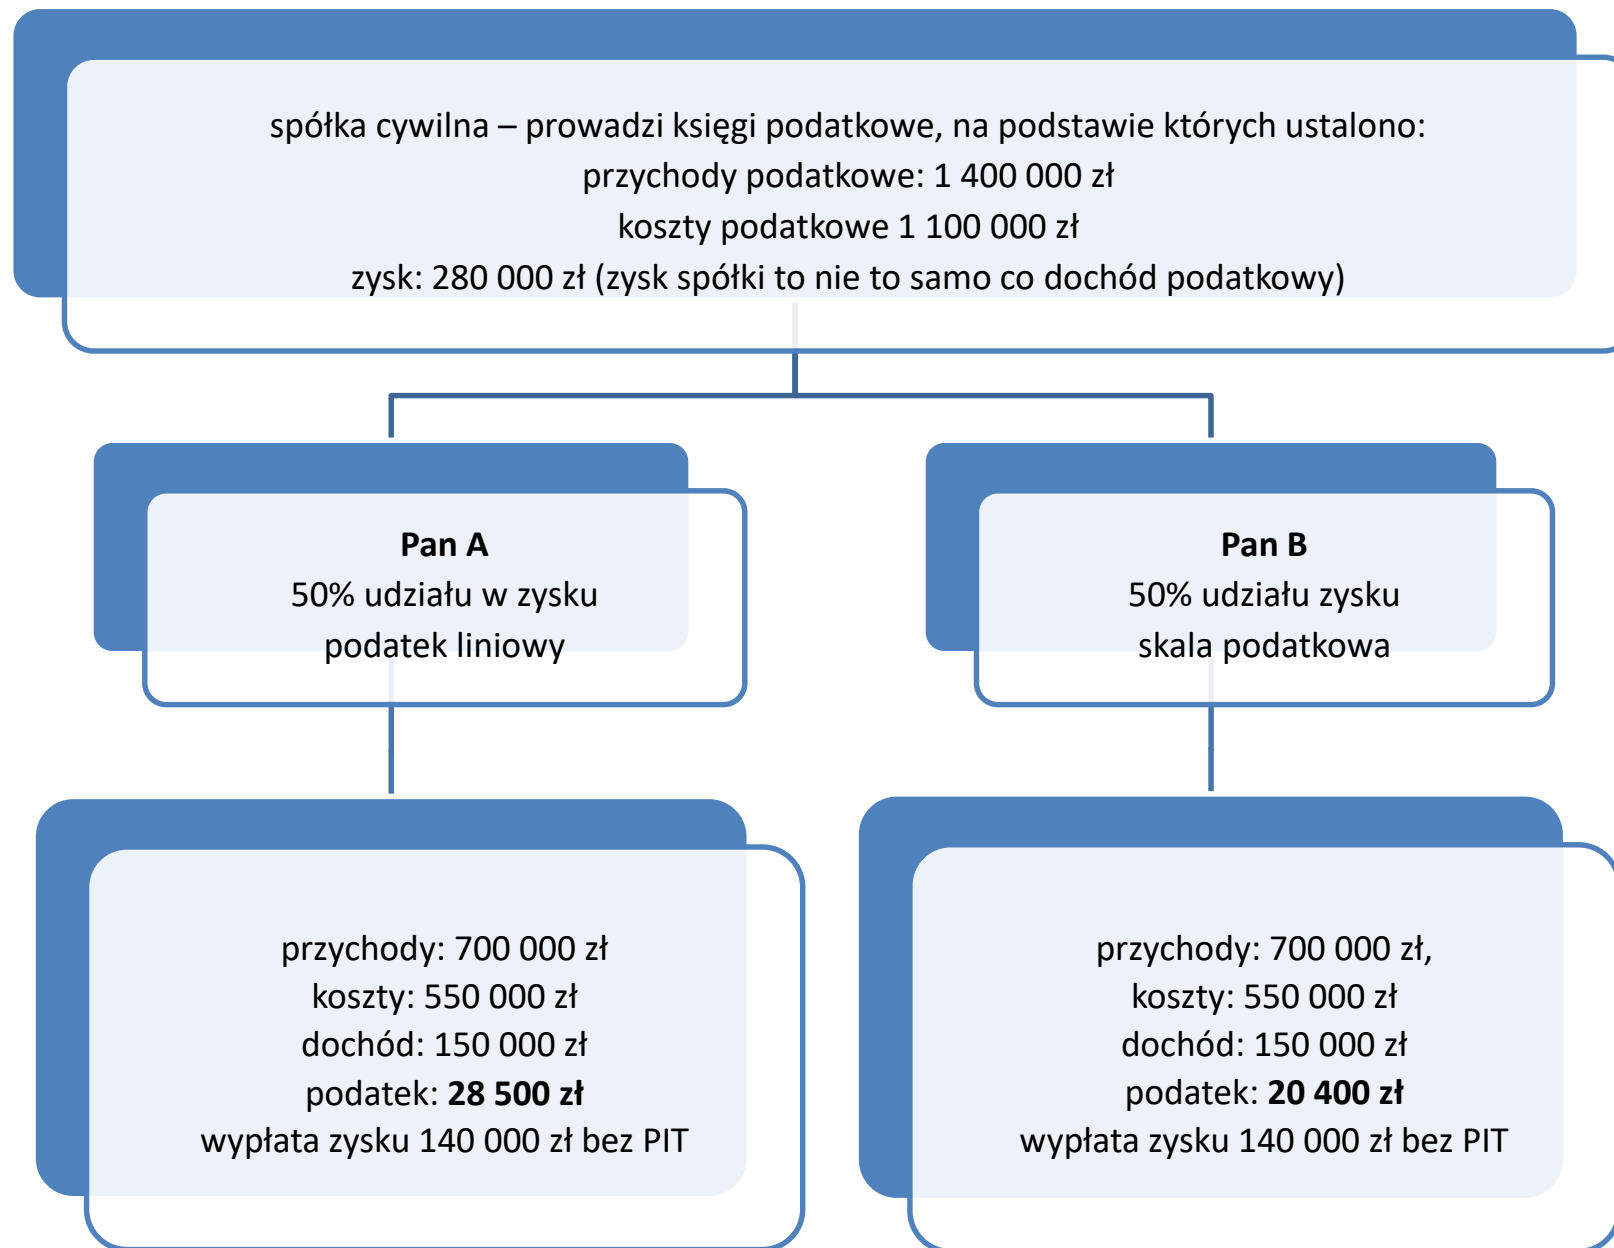 spółka cywilna – prowadzi księgi podatkowe, na podstawie których ustalono:
przychody podatkowe: 1 400 000 zł
koszty podatkowe 1 100 000 zł
zysk: 280 000 zł (zysk spółki to nie to samo co dochód podatkowy)
Pan A
50% udziału w zysku
podatek liniowy
Pan B
50% udziału zysku
skala podatkowa
przychody: 700 000 zł
koszty: 550 000 zł
dochód: 150 000 zł
podatek: 28 500 zł
wypłata zysku 140 000 zł bez PIT
przychody: 700 000 zł,
koszty: 550 000 zł
dochód: 150 000 zł
podatek: 20 400 zł
wypłata zysku 140 000 zł bez PIT